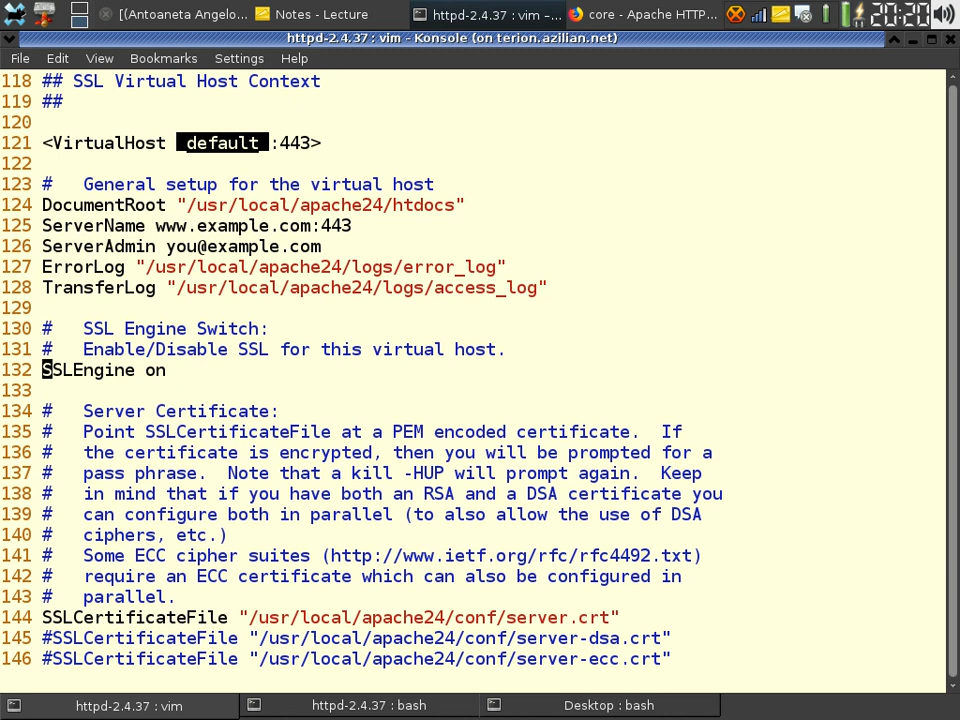 [(Antoaneta Angelo...
Notes - Lecture
httpd-2.4.37 : vim –...
core - Apache HTTP...
20:20
httpd-2.4.37 : vim – Konsole (on terion.azilian.net)
File Edit View Bookmarks Settings Help
118 ## SSL Virtual Host Context
119 ##
120
121 <VirtualHost _default_:443>
122
123 #   General setup for the virtual host
124 DocumentRoot "/usr/local/apache24/htdocs"
125 ServerName www.example.com:443
126 ServerAdmin you@example.com
127 ErrorLog "/usr/local/apache24/logs/error_log"
128 TransferLog "/usr/local/apache24/logs/access_log"
129
130 #   SSL Engine Switch:
131 #   Enable/Disable SSL for this virtual host.
132 SSLEngine on
133
134 #   Server Certificate:
135 #   Point SSLCertificateFile at a PEM encoded certificate.  If
136 #   the certificate is encrypted, then you will be prompted for a
137 #   pass phrase.  Note that a kill -HUP will prompt again.  Keep
138 #   in mind that if you have both an RSA and a DSA certificate you
139 #   can configure both in parallel (to also allow the use of DSA
140 #   ciphers, etc.)
141 #   Some ECC cipher suites (http://www.ietf.org/rfc/rfc4492.txt)
142 #   require an ECC certificate which can also be configured in
143 #   parallel.
144 SSLCertificateFile "/usr/local/apache24/conf/server.crt"
145 #SSLCertificateFile "/usr/local/apache24/conf/server-dsa.crt"
146 #SSLCertificateFile "/usr/local/apache24/conf/server-ecc.crt"
httpd-2.4.37 : vim
httpd-2.4.37 : bash
Desktop : bash